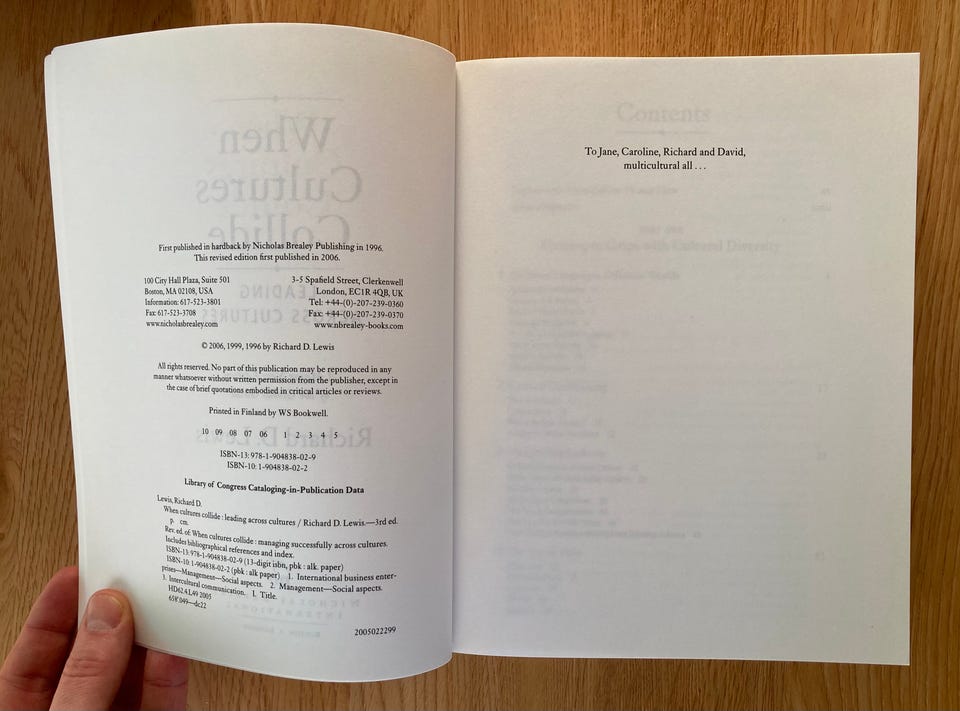 First published in hardback by Nicholas Brealey Publishing in 1996.
This revised edition first published in 2006.
100 City Hall Plaza, Suite 501
Boston, MA 02108, USA
Information: 617-523-3801
Fax: 617-523-3708
www.nicholasbrealey.com
3-5 Spafield Street, Clerkenwell
London, EC1R 4QB, UK
Tel: +44-(0)-207-239-0360
Fax: +44-(0)-207-239-0370
www.nbrealey-books.com
© 2006, 1999, 1996 by Richard D. Lewis
All rights reserved. No part of this publication may be reproduced in any
manner whatsoever without written permission from the publisher, except in
the case of brief quotations embodied in critical articles or reviews.
Printed in Finland by WS Bookwell.
10 09 08 07 06 1 2 3 4 5
ISBN-13: 978-1-904838-02-9
ISBN-10: 1-904838-02-2
Library of Congress Cataloging-in-Publication Data
Lewis, Richard D.
When cultures collide : leading across cultures / Richard D. Lewis.—3rd ed.
p. cm.
Rev. ed. of: When cultures collide : managing successfully across cultures.
Includes bibliographical references and index.
ISBN-13: 978-1-904838-02-9 (13-digit isbn, pbk : alk. paper)
ISBN-10: 1-904838-02-2 (pbk : alk paper) 1. International business enter-
prises—Management—Social aspects. 2. Management—Social aspects.
3. Intercultural communication. I. Title.
HD62.4.L49 2005
658'.049—dc22
2005022299
To Jane, Caroline, Richard and David,
multicultural all . . .
Contents
When
Cultures
Collide
Richard D. Lewis